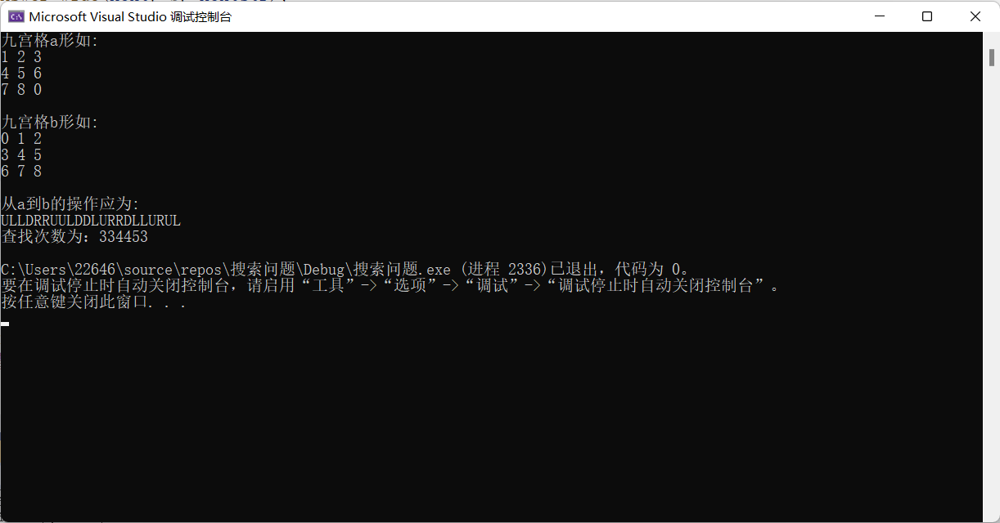 Microsoft Visual Studio 调试控制台
九宫格a形如:
1 2 3
4 5 6
7 8 0
九宫格b形如:
0 1 2
3 4 5
6 7 8
从a到b的操作应为:
ULLDRRUULDDLURRDLLURUL
查找次数为：334453
C:\Users\22646\source\repos\搜索问题\Debug\搜索问题.exe (进程 2336)已退出，代码为 0。
要在调试停止时自动关闭控制台，请启用“工具”->“选项”->“调试”->“调试停止时自动关闭控制台”。
按任意键关闭此窗口. . .